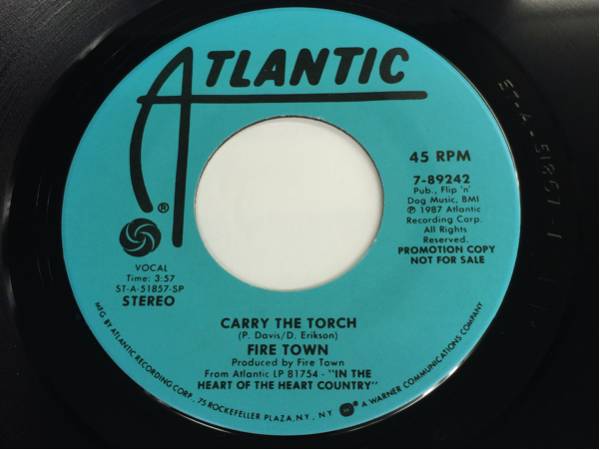 ATLANTIC
®
45 RPM
7-89242
Pub., Flip 'n'
Dog Music, BMI
℗ 1987 Atlantic
Recording Corp.
All Rights
Reserved.
PROMOTION COPY
NOT FOR SALE
VOCAL
Time: 3:57
ST-A-51857-SP
STEREO
CARRY THE TORCH
(P. Davis/D. Erikson)
FIRE TOWN
Produced by Fire Town
From Atlantic LP 81754 - "IN THE
HEART OF THE HEART COUNTRY"
MFG BY ATLANTIC RECORDING CORP., 75 ROCKEFELLER PLAZA, N.Y., N.Y. ® A WARNER COMMUNICATIONS COMPANY
ST-A-51857-1